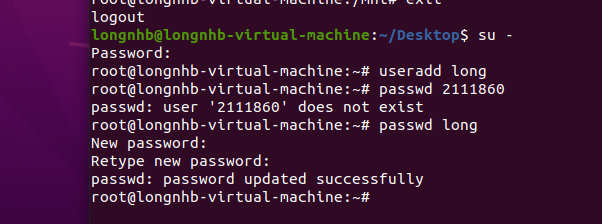 root@longnhb-virtual-machine:/Mnt# exit
logout
longnhb@longnhb-virtual-machine:~/Desktop$ su -
Password:
root@longnhb-virtual-machine:~# useradd long
root@longnhb-virtual-machine:~# passwd 2111860
passwd: user '2111860' does not exist
root@longnhb-virtual-machine:~# passwd long
New password:
Retype new password:
passwd: password updated successfully
root@longnhb-virtual-machine:~#